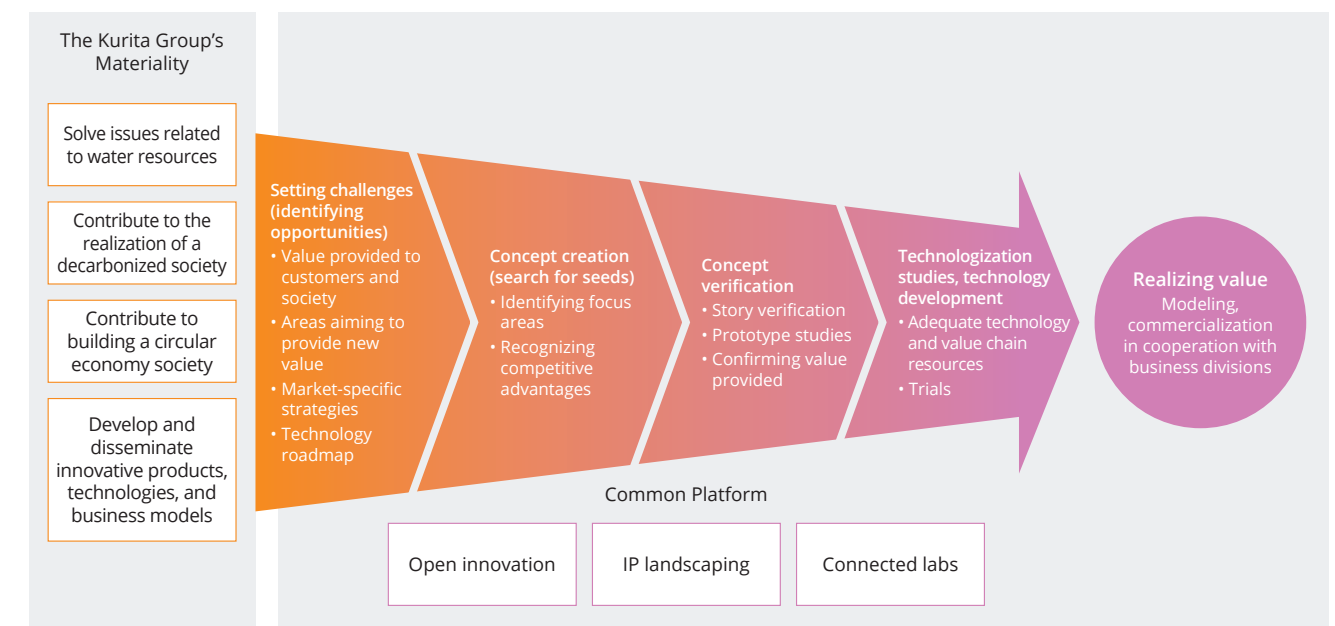 The Kurita Group’s
Materiality
Solve issues related
to water resources
Contribute to the
realization of a
decarbonized society
Contribute to
building a circular
economy society
Develop and
disseminate
innovative products,
technologies, and
business models
Setting challenges
(identifying
opportunities)
• Value provided to
customers and
society
• Areas aiming to
provide new
value
• Market-specific
strategies
• Technology
roadmap
Concept creation
(search for seeds)
• Identifying focus
areas
• Recognizing
competitive
advantages
Concept
verification
• Story verification
• Prototype studies
• Confirming value
provided
Technologization
studies, technology
development
• Adequate technology
and value chain
resources
• Trials
Realizing value
Modeling,
commercialization
in cooperation with
business divisions
Common Platform
Open innovation
IP landscaping
Connected labs